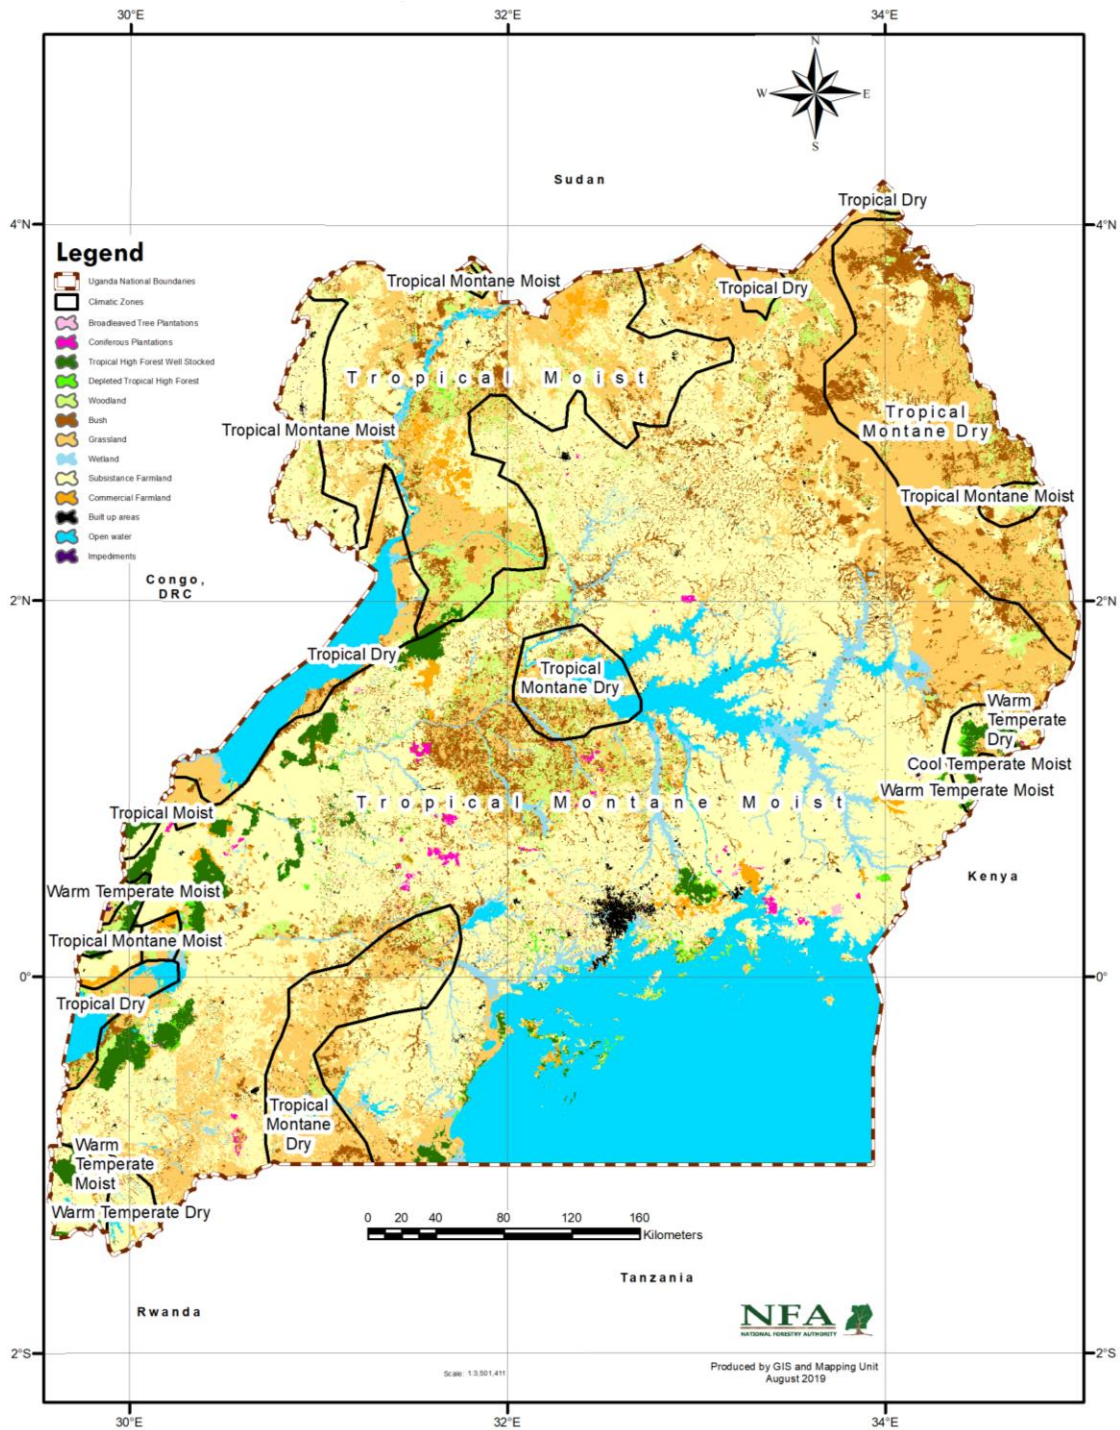 30°E 32°E 34°E
N
W E
S
Sudan
Tropical Dry
4°N 4°N
Legend
Uganda National Boundaries
Climatic Zones
Broadleaved Tree Plantations
Coniferous Plantations
Tropical High Forest Well Stocked
Depleted Tropical High Forest
Woodland
Bush
Grassland
Wetland
Subsistance Farmland
Commercial Farmland
Built up areas
Open water
Impediments
Tropical Montane Moist
Tropical Dry
Tropical Moist
Tropical Montane Moist
Tropical
Montane Dry
Tropical Montane Moist
Congo,
DRC
2°N 2°N
Tropical Dry
Tropical
Montane Dry
Warm
Temperate
Dry
Cool Temperate Moist
Warm Temperate Moist
Tropical Montane Moist
Tropical Moist
Kenya
Warm Temperate Moist
Tropical Montane Moist
0° 0°
Tropical Dry
Tropical
Montane
Dry
Warm
Temperate
Moist
Warm Temperate Dry
0 20 40 80 120 160
Kilometers
Tanzania
Rwanda
NFA
NATIONAL FORESTRY AUTHORITY
2°S 2°S
Scale: 1:3,501,411
Produced by GIS and Mapping Unit
August 2019
30°E 32°E 34°E